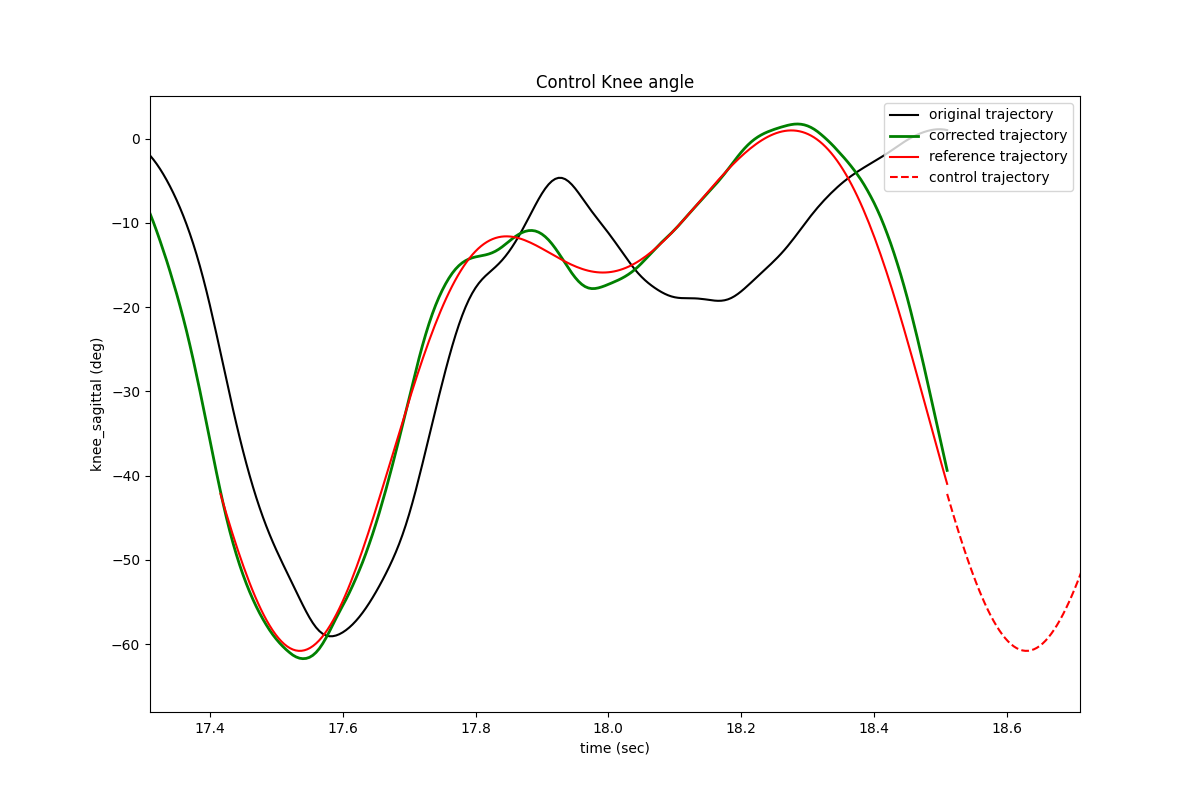 Control Knee angle
original trajectory
corrected trajectory
reference trajectory
control trajectory
0
−10
−20
−30
−40
−50
−60
knee_sagittal (deg)
17.4 17.6 17.8 18.0 18.2 18.4 18.6
time (sec)